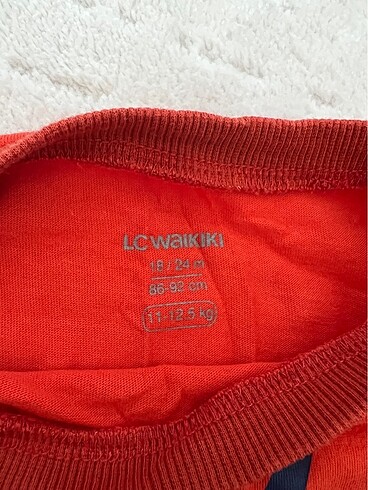 LC WAIKIKI
18 / 24 m
86-92 cm
11-12.5 kg